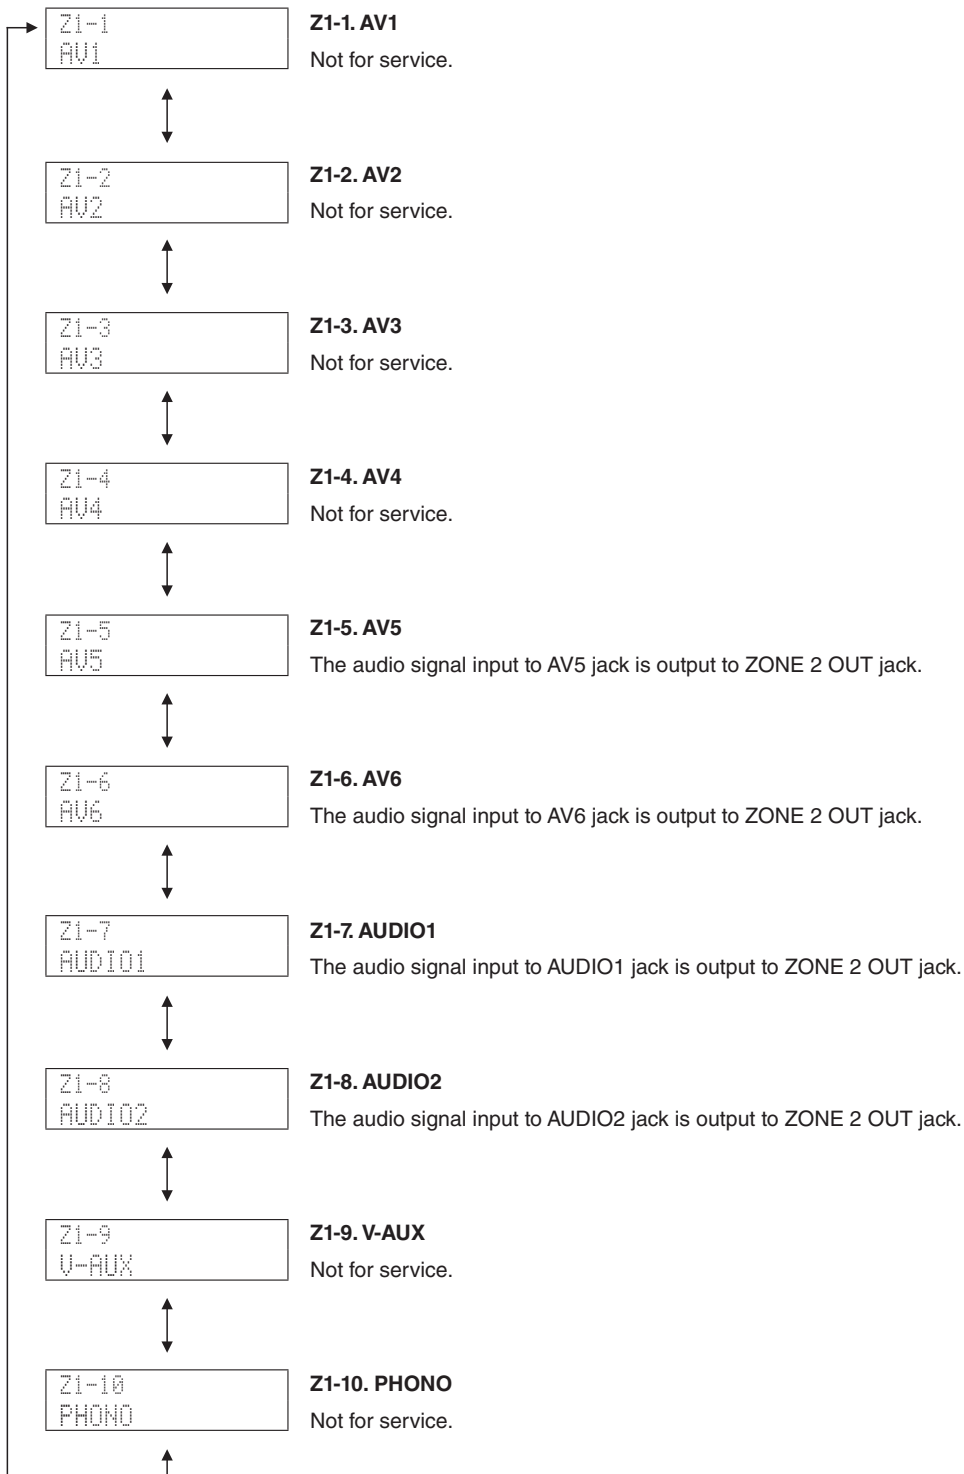 Z1-1
AV1
Z1-1. AV1
Not for service.
Z1-2
AV2
Z1-2. AV2
Not for service.
Z1-3
AV3
Z1-3. AV3
Not for service.
Z1-4
AV4
Z1-4. AV4
Not for service.
Z1-5
AV5
Z1-5. AV5
The audio signal input to AV5 jack is output to ZONE 2 OUT jack.
Z1-6
AV6
Z1-6. AV6
The audio signal input to AV6 jack is output to ZONE 2 OUT jack.
Z1-7
AUDIO1
Z1-7. AUDIO1
The audio signal input to AUDIO1 jack is output to ZONE 2 OUT jack.
Z1-8
AUDIO2
Z1-8. AUDIO2
The audio signal input to AUDIO2 jack is output to ZONE 2 OUT jack.
Z1-9
V-AUX
Z1-9. V-AUX
Not for service.
Z1-10
PHONO
Z1-10. PHONO
Not for service.